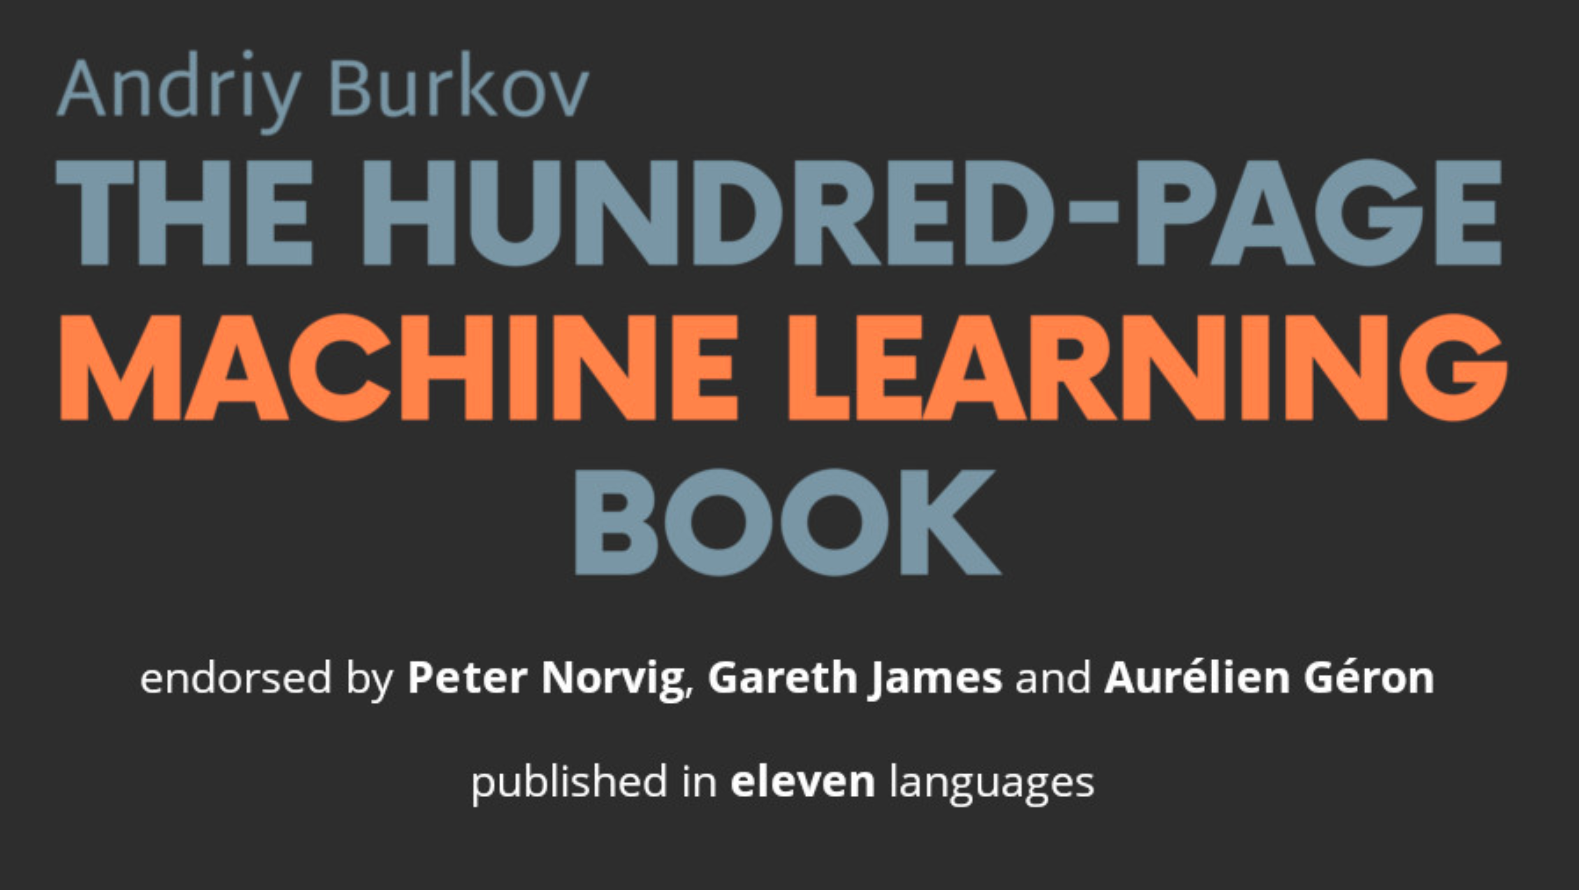 Andriy Burkov
THE HUNDRED-PAGE
MACHINE LEARNING
BOOK
endorsed by Peter Norvig, Gareth James and Aurélien Géron
published in eleven languages